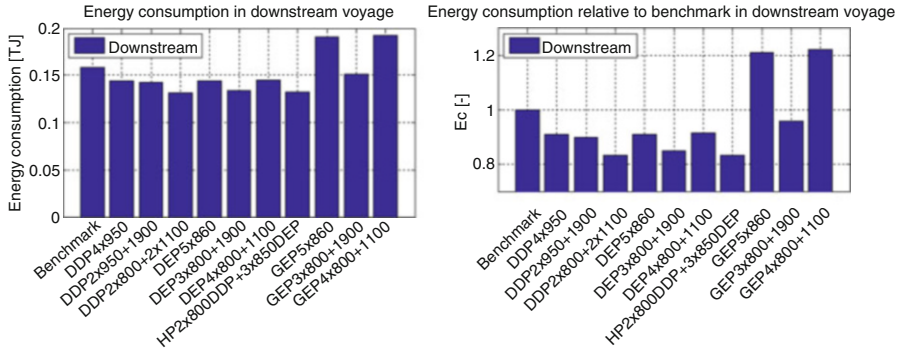 Energy consumption in downstream voyage
Energy consumption [TJ]
0.2
0.15
0.1
0.05
0
Downstream
Benchmark
DDP4x950
DDP2x950+1900
DDP2x800+2x1100
DEP5x860
DEP3x800+1900
DEP4x800+1100
HP2x800DDP+3x850DEP
GEP5x860
GEP3x800+1900
GEP4x800+1100
Energy consumption relative to benchmark in downstream voyage
Ec [-]
1.2
1
0.8
Downstream
Benchmark
DDP4x950
DDP2x950+1900
DDP2x800+2x1100
DEP5x860
DEP3x800+1900
DEP4x800+1100
HP2x800DDP+3x850DEP
GEP5x860
GEP3x800+1900
GEP4x800+1100